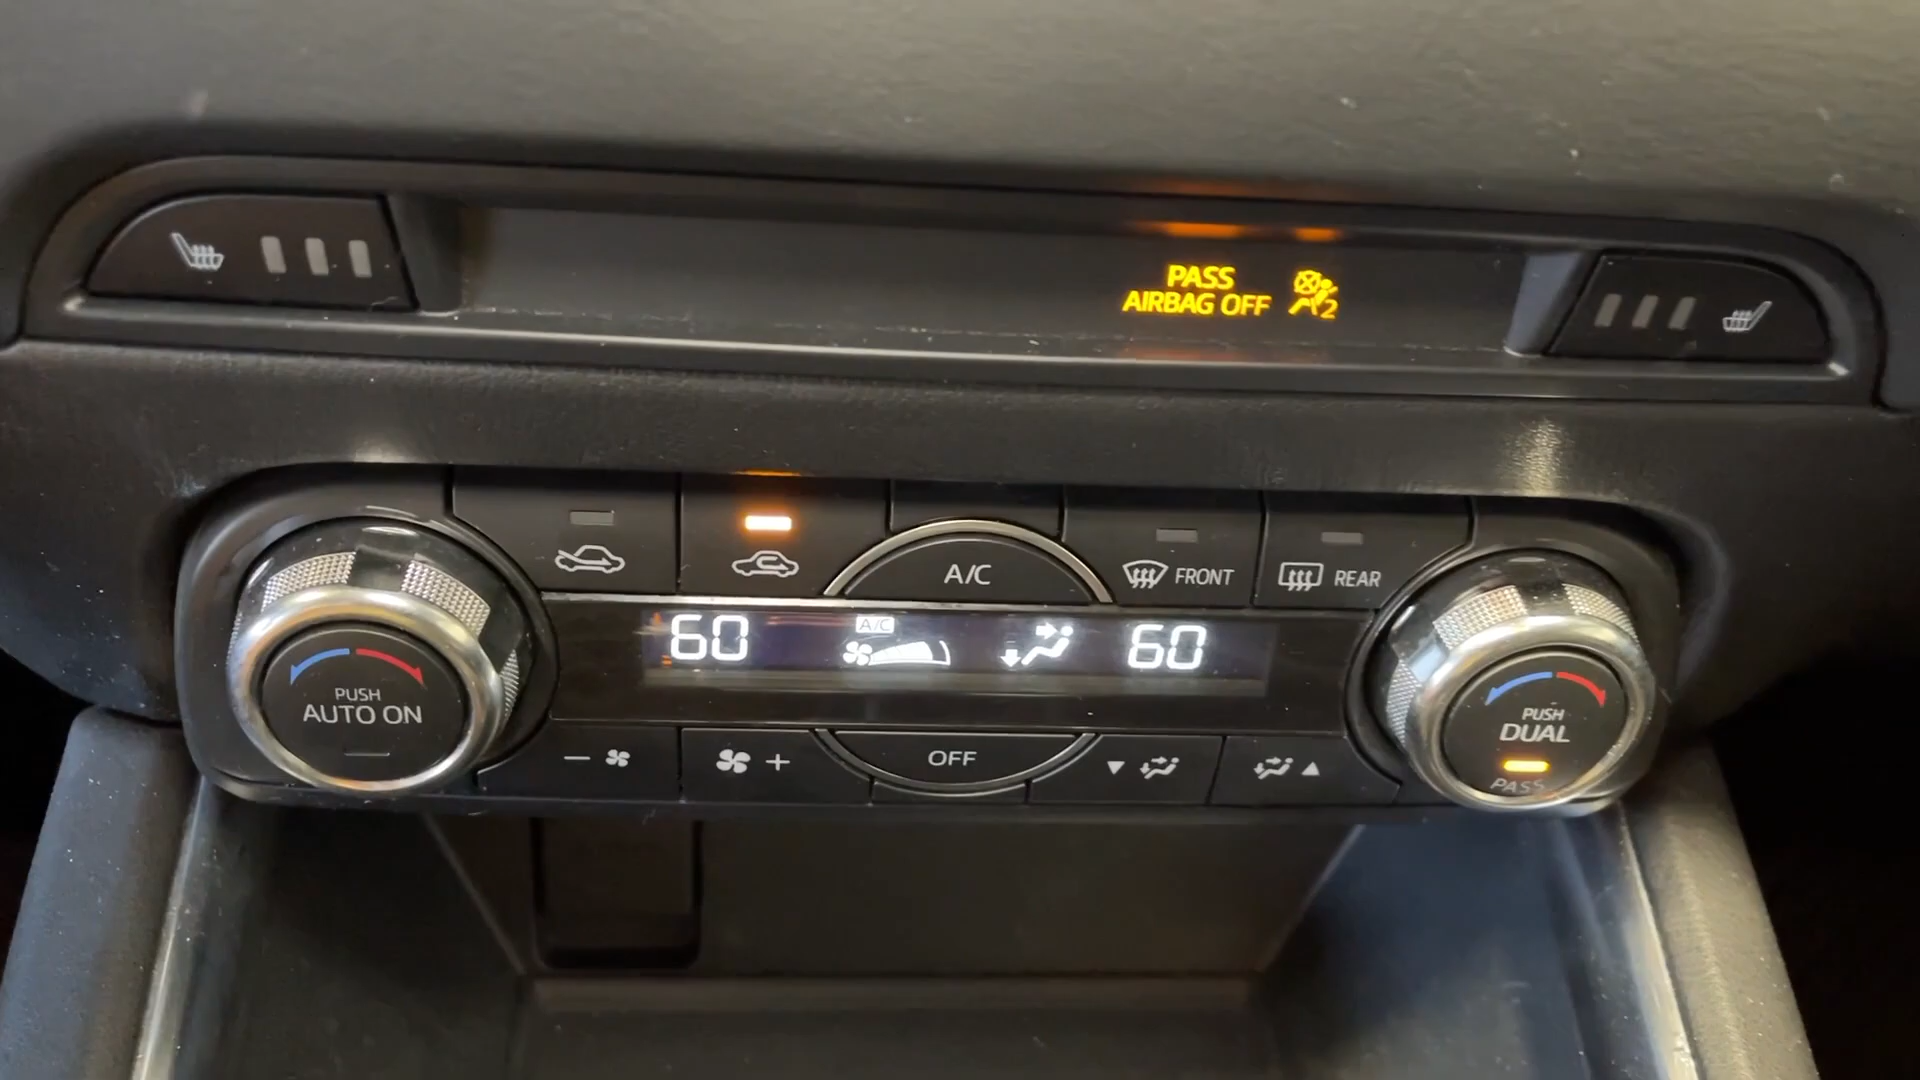 PASS
AIRBAG OFF 2
A/C
FRONT
REAR
60
A/C
60
PUSH
AUTO ON
PUSH
DUAL
PASS
OFF